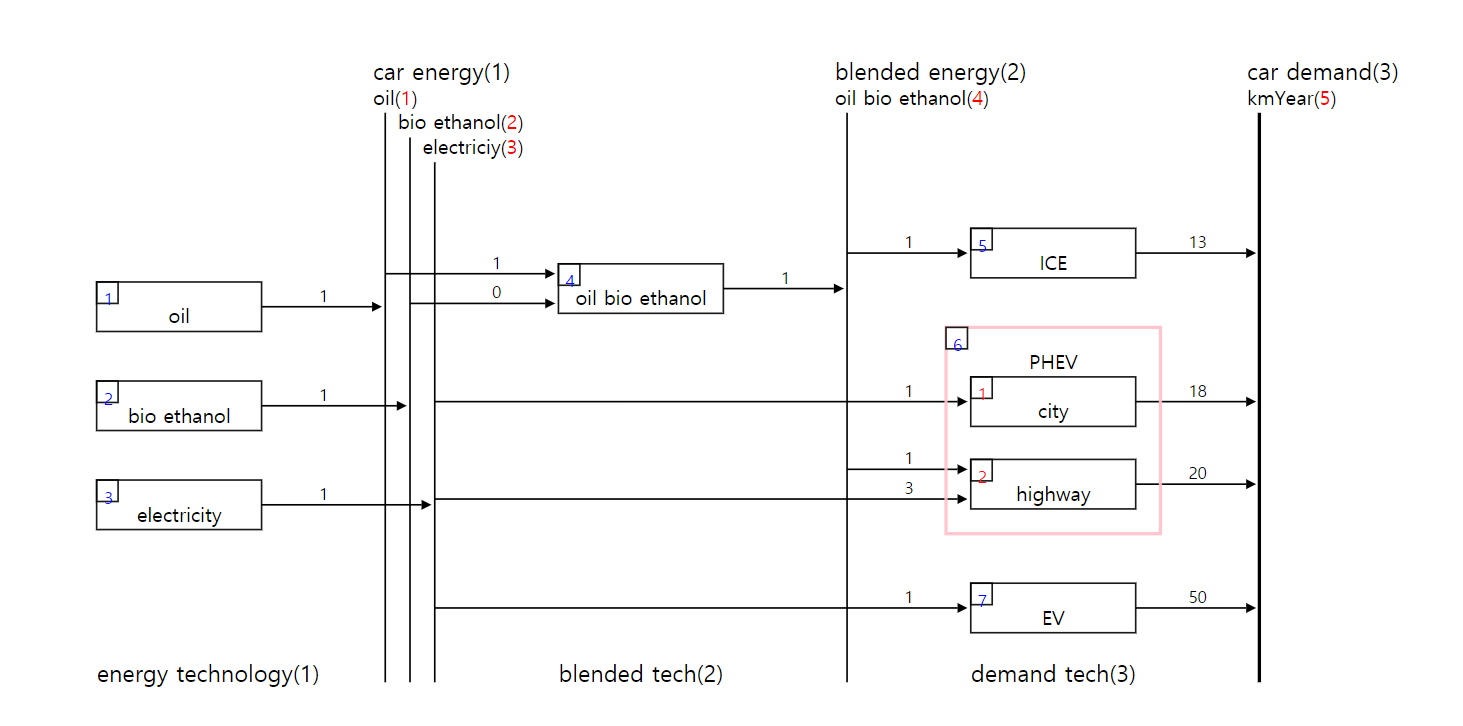 car energy(1)
blended energy(2)
car demand(3)
oil(1)
oil bio ethanol(4)
kmYear(5)
bio ethanol(2)
electriciy(3)
1
5
13
ICE
1
4
1
oil bio ethanol
0
1
1
oil
6
PHEV
2
1
bio ethanol
1
1
18
city
1
2
20
highway
3
3
1
electricity
1
7
50
EV
energy technology(1)
blended tech(2)
demand tech(3)